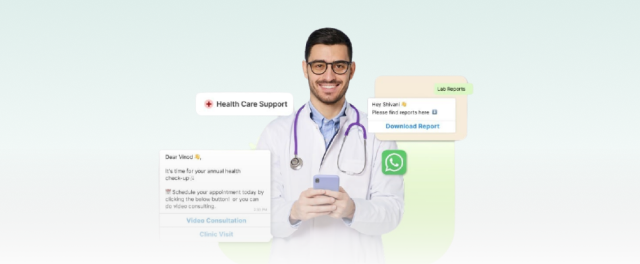 Lab Reports
Health Care Support
Hey Shivani 👋
Please find reports here ⬇️
Download Report
Dear Vinod 👋,
It's time for your annual health
check-up
Schedule your appointment today by
clicking the below button! or you can
do video consulting.
Video Consultation
Clinic Visit